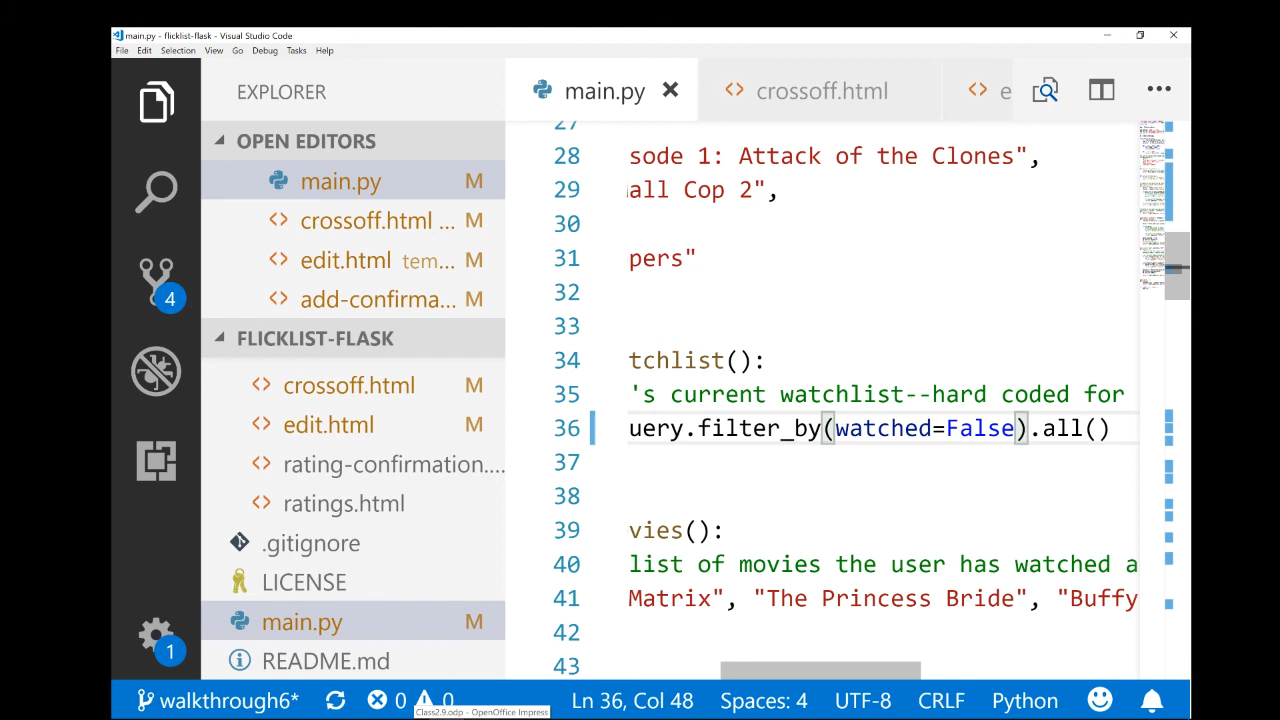 main.py - flicklist-flask - Visual Studio Code
File Edit Selection View Go Debug Tasks Help
EXPLORER
OPEN EDITORS
main.py M
crossoff.html ... M
edit.html tem... M
add-confirma... M
FLICKLIST-FLASK
crossoff.html M
edit.html M
rating-confirmation....
ratings.html
.gitignore
LICENSE
main.py M
README.md
4
1
main.py crossoff.html e
27
28 sode 1: Attack of the Clones",
29 all Cop 2",
30
31 pers"
32
33
34 tchlist():
35 's current watchlist--hard coded for
36 uery.filter_by(watched=False).all()
37
38
39 vies():
40 list of movies the user has watched a
41 Matrix", "The Princess Bride", "Buffy
42
43
walkthrough6* 0 0 Ln 36, Col 48 Spaces: 4 UTF-8 CRLF Python
Class2.9.odp - OpenOffice Impress